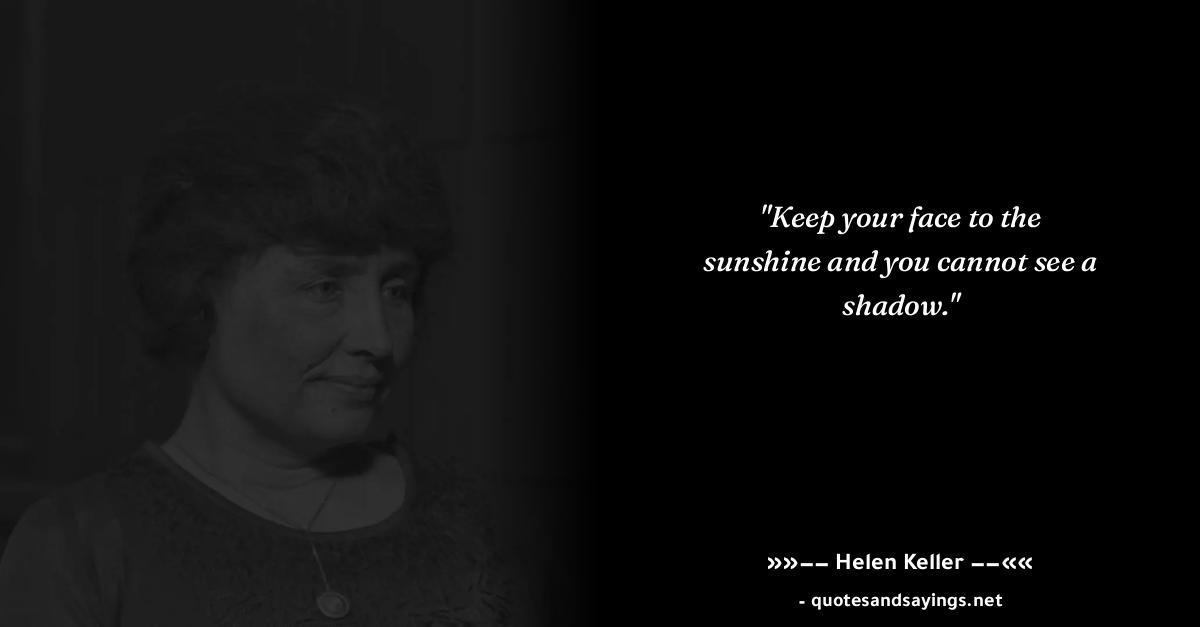 "Keep your face to the
sunshine and you cannot see a
shadow."
»»−− Helen Keller −−««
- quotesandsayings.net